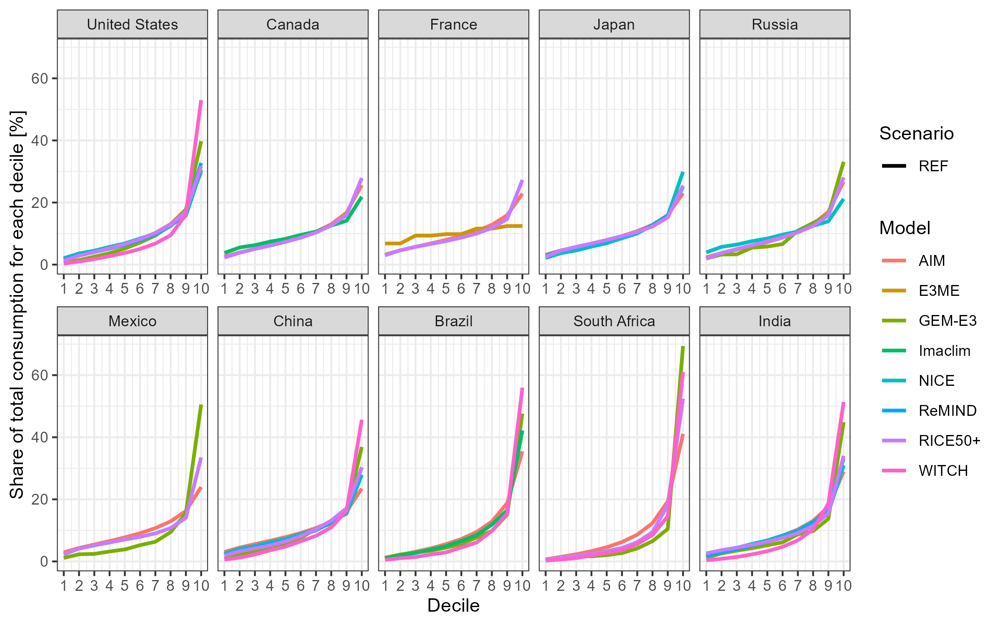 United States Canada France Japan Russia
60
40
20
0
1 2 3 4 5 6 7 8 9 10 1 2 3 4 5 6 7 8 9 10 1 2 3 4 5 6 7 8 9 10 1 2 3 4 5 6 7 8 9 10 1 2 3 4 5 6 7 8 9 10
Mexico China Brazil South Africa India
60
40
20
0
1 2 3 4 5 6 7 8 9 10 1 2 3 4 5 6 7 8 9 10 1 2 3 4 5 6 7 8 9 10 1 2 3 4 5 6 7 8 9 10 1 2 3 4 5 6 7 8 9 10
Decile
Share of total consumption for each decile [%]
Scenario
REF
Model
AIM
E3ME
GEM-E3
Imaclim
NICE
ReMIND
RICE50+
WITCH